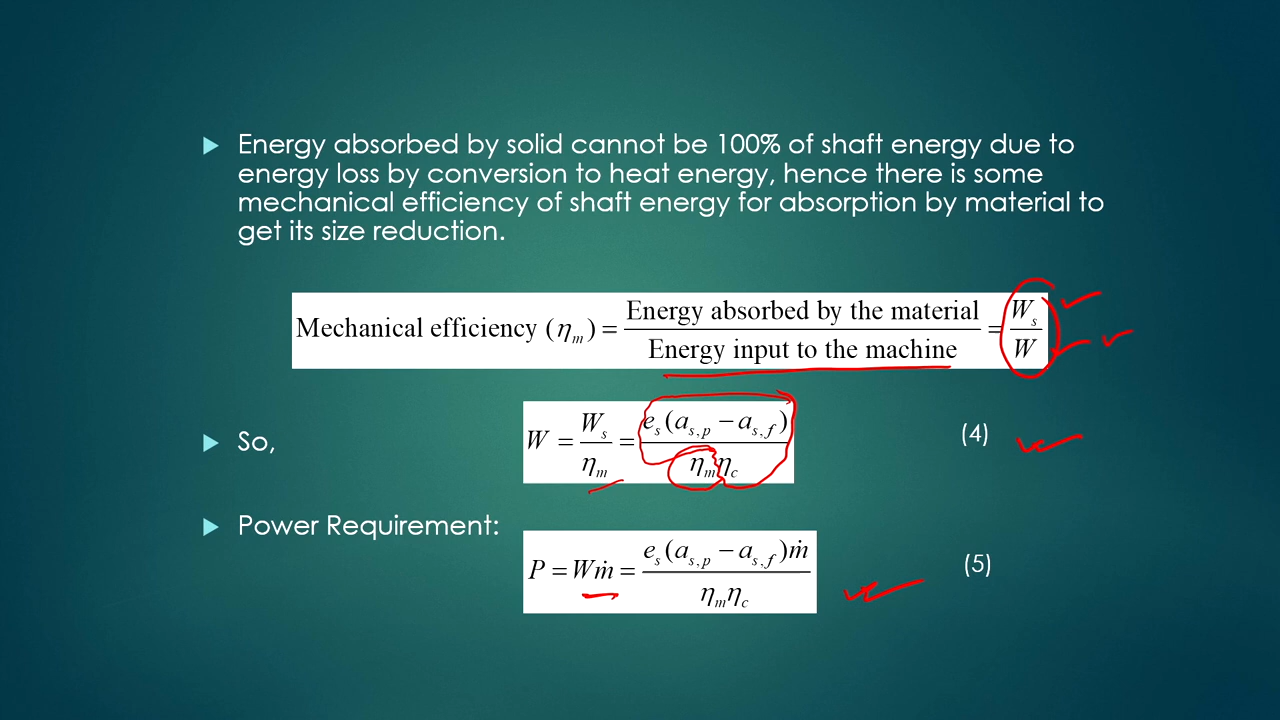 Energy absorbed by solid cannot be 100% of shaft energy due to
energy loss by conversion to heat energy, hence there is some
mechanical efficiency of shaft energy for absorption by material to
get its size reduction.
Mechanical efficiency (η_m) = Energy absorbed by the material / Energy input to the machine = W_s / W
So,
W = W_s / η_m = e_s(a_{s,p} − a_{s,f}) / η_m η_c (4)
Power Requirement:
P = Wṁ = e_s(a_{s,p} − a_{s,f})ṁ / η_m η_c (5)